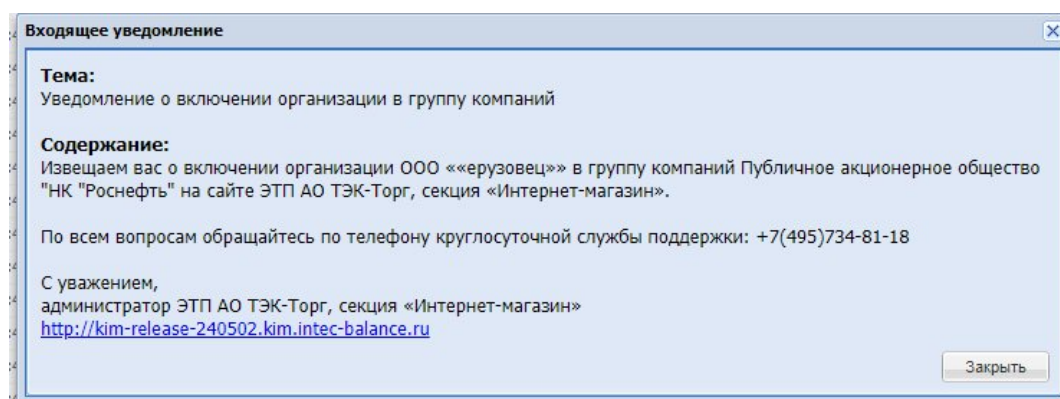 Входящее уведомление
Тема:
Уведомление о включении организации в группу компаний
Содержание:
Извещаем вас о включении организации ООО ««ерузовец»» в группу компаний Публичное акционерное общество
"НК "Роснефть" на сайте ЭТП АО ТЭК-Торг, секция «Интернет-магазин».
По всем вопросам обращайтесь по телефону круглосуточной службы поддержки: +7(495)734-81-18
С уважением,
администратор ЭТП АО ТЭК-Торг, секция «Интернет-магазин»
http://kim-release-240502.kim.intec-balance.ru
Закрыть